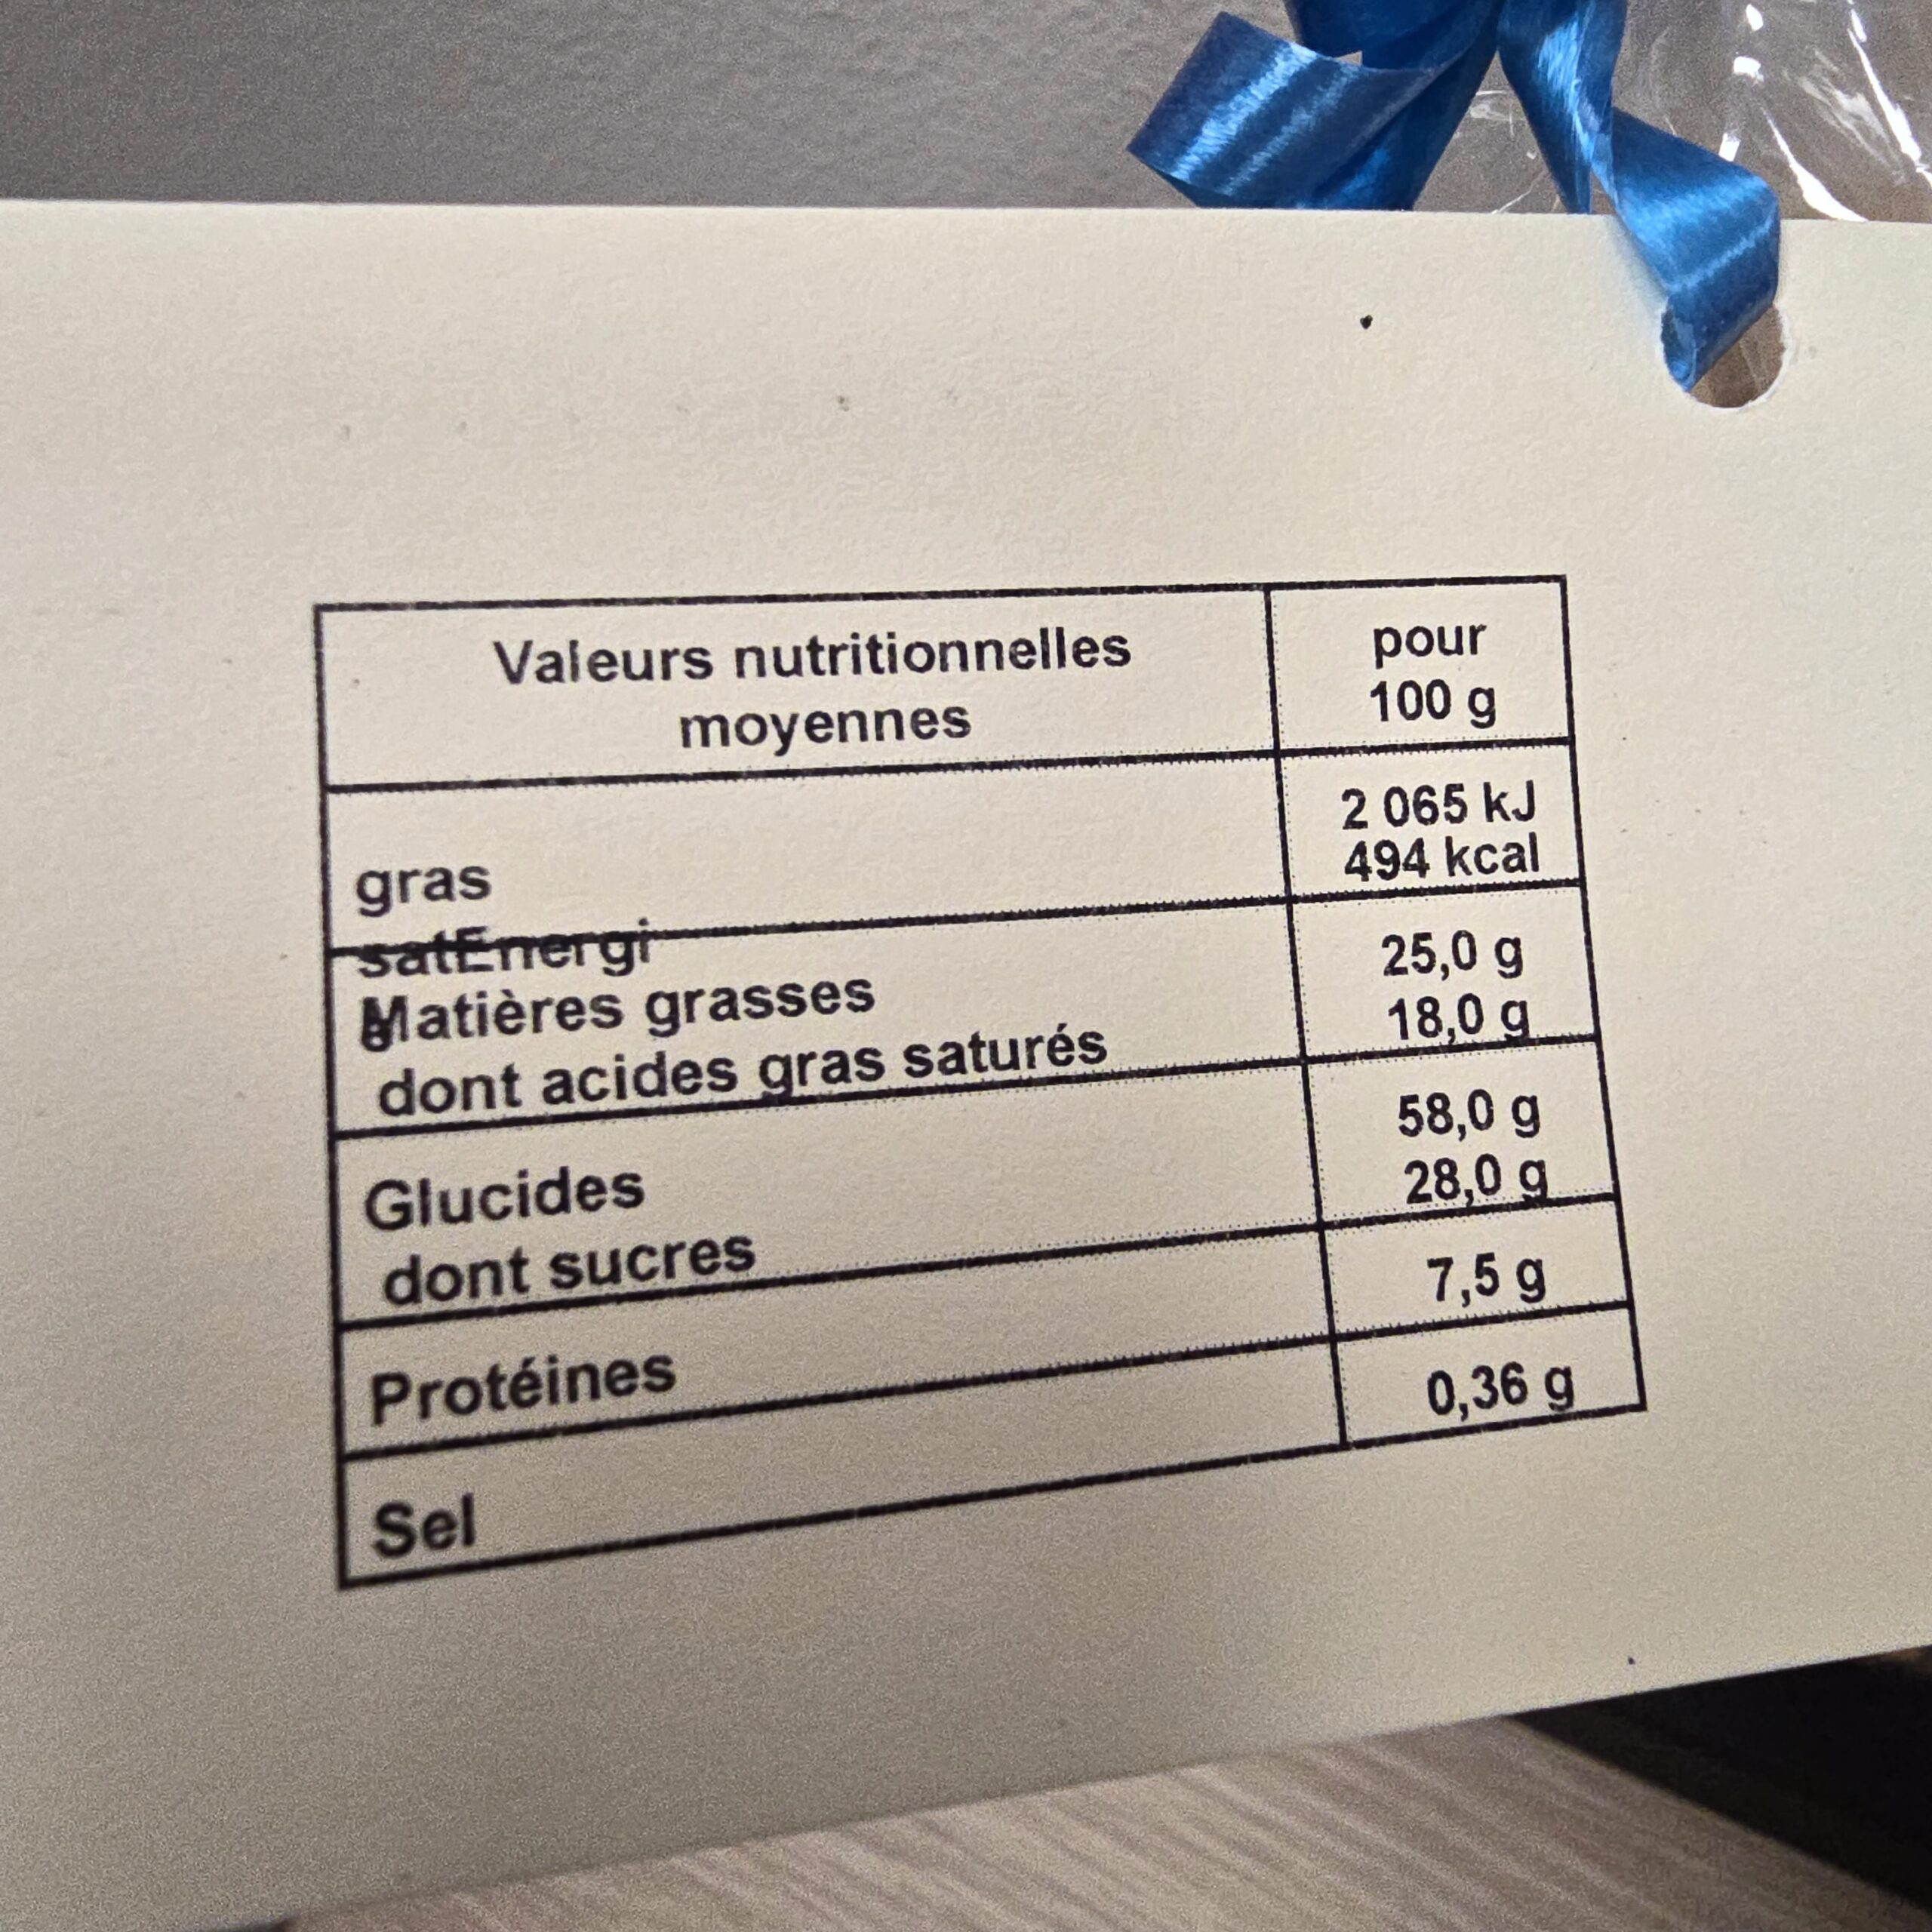 Valeurs nutritionnelles
moyennes
pour
100 g
gras
satEnergi
e
2 065 kJ
494 kcal
Matières grasses
dont acides gras saturés
25,0 g
18,0 g
Glucides
dont sucres
58,0 g
28,0 g
Protéines
7,5 g
Sel
0,36 g